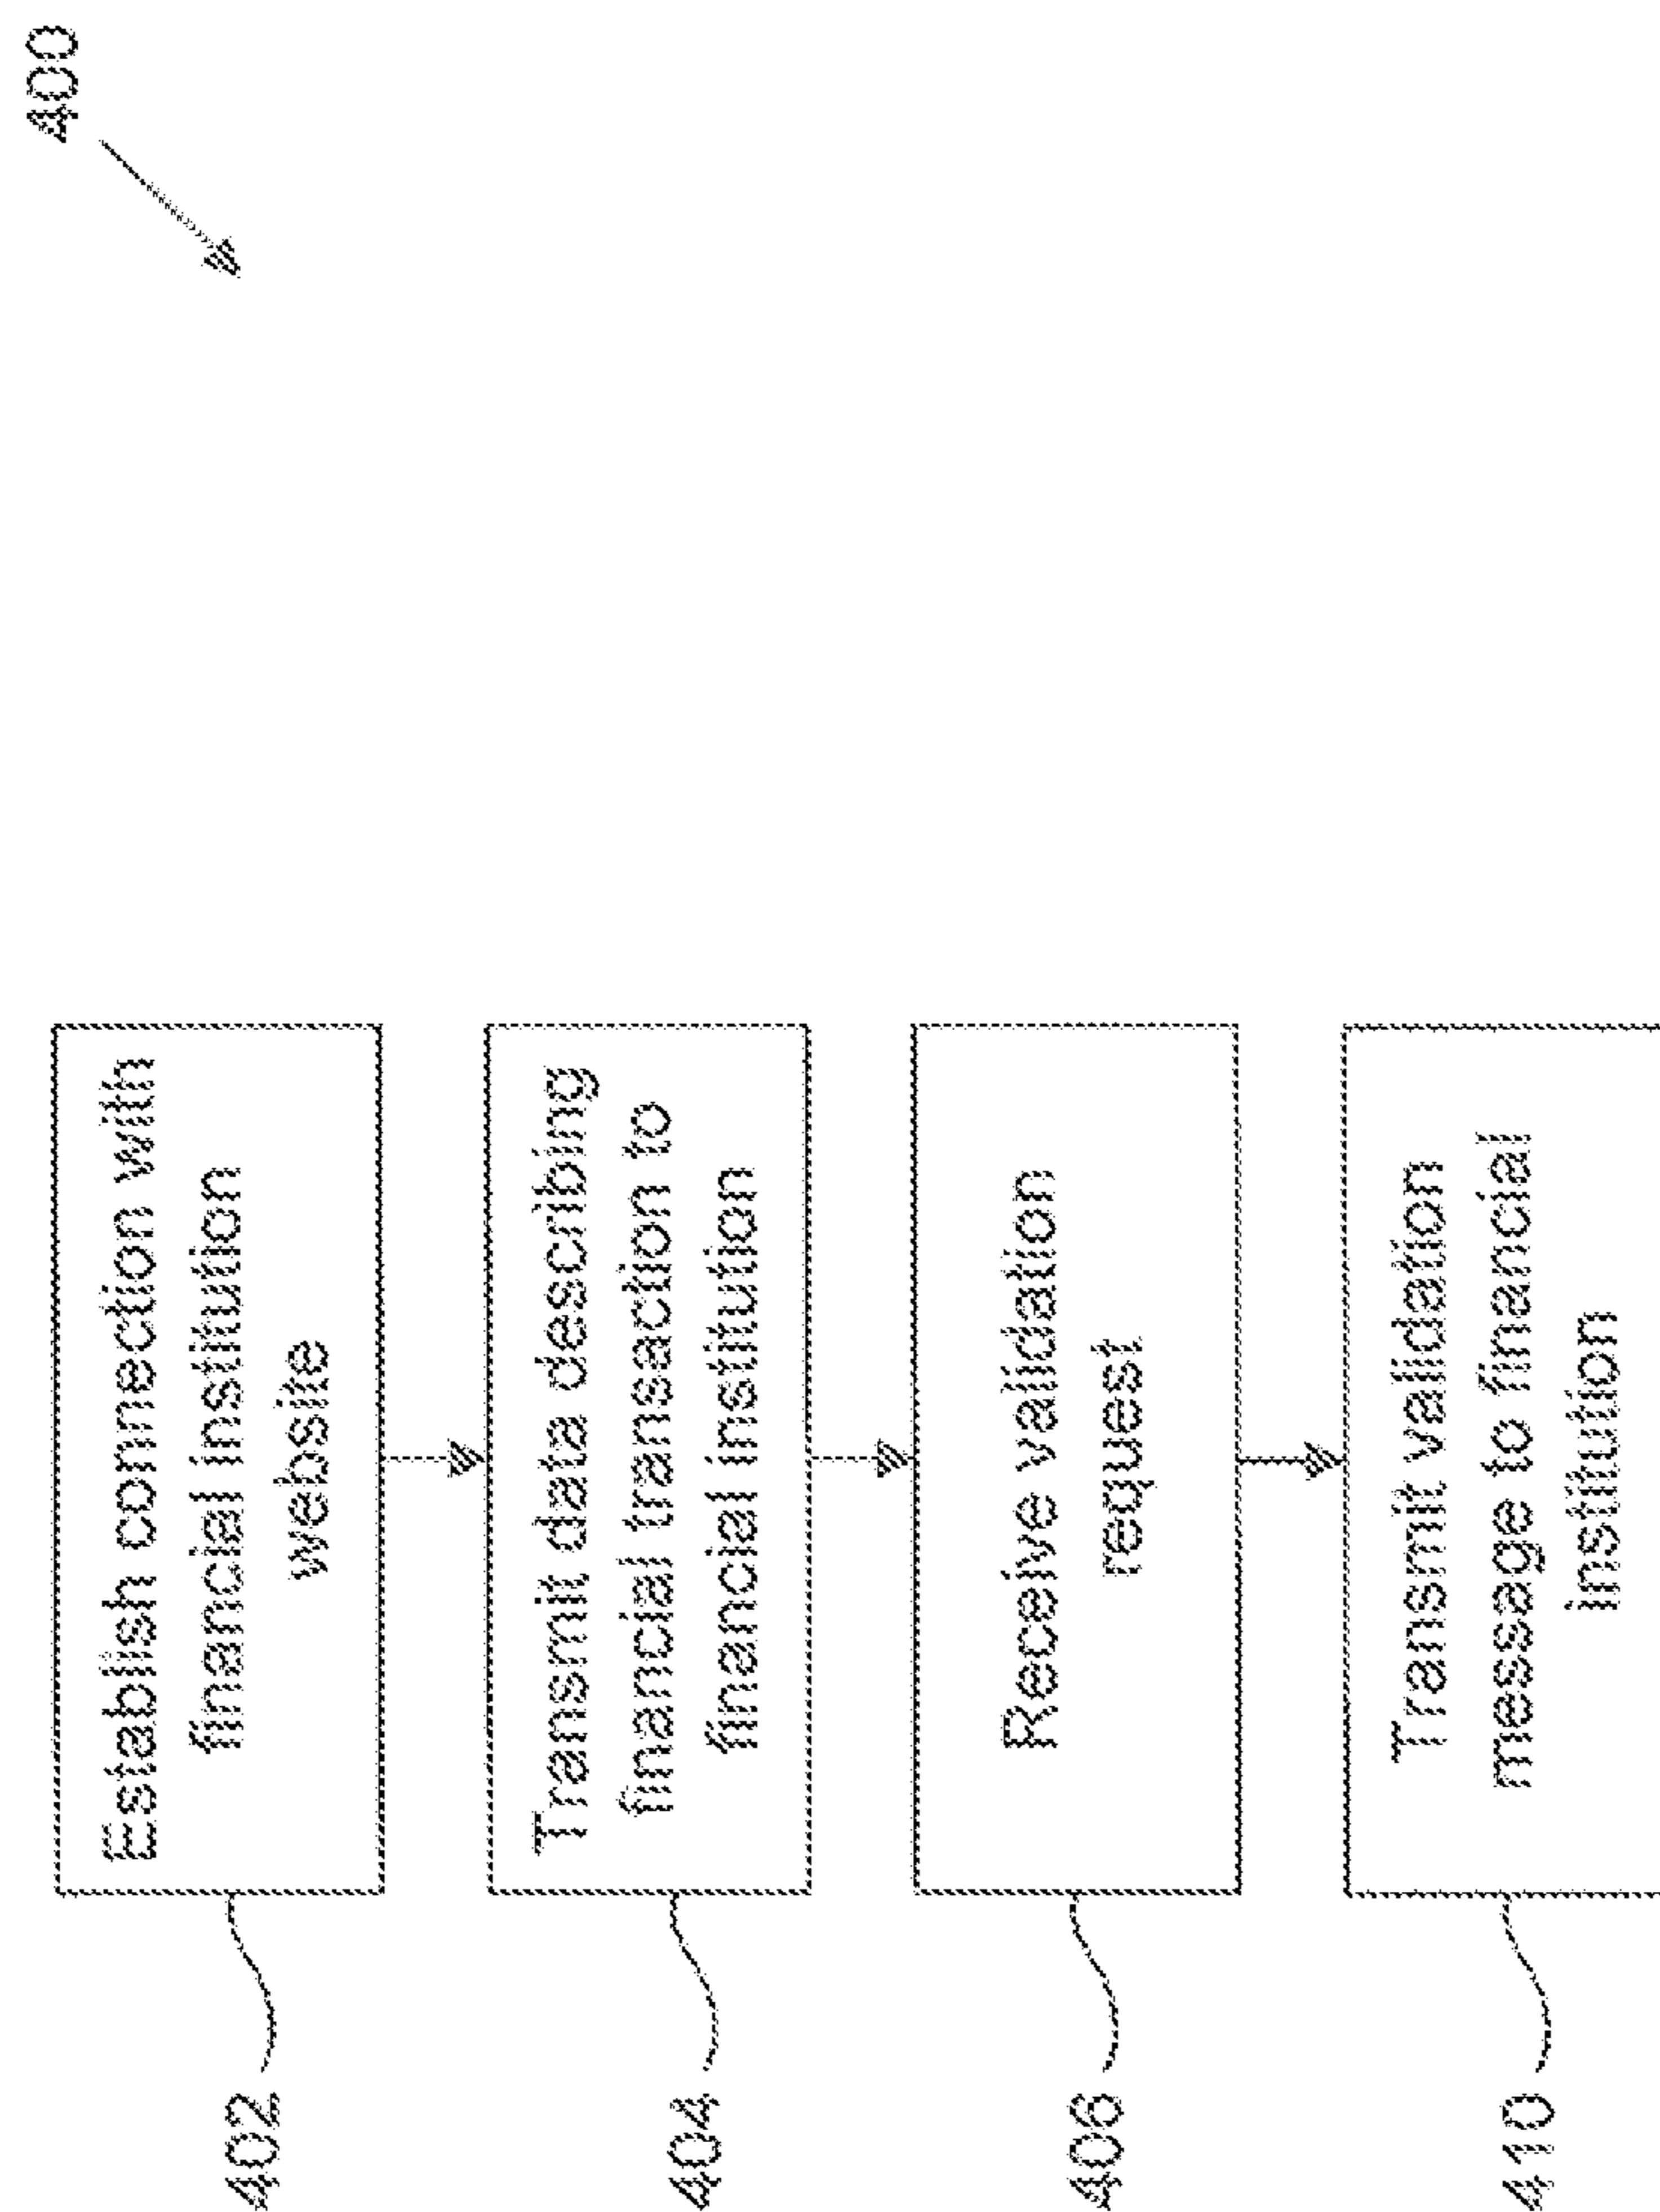 400
402
Establish connection with
financial institution
website
404
Transmit data describing
financial transaction to
financial institution
406
Receive validation
request
410
Transmit validation
message to financial
institution